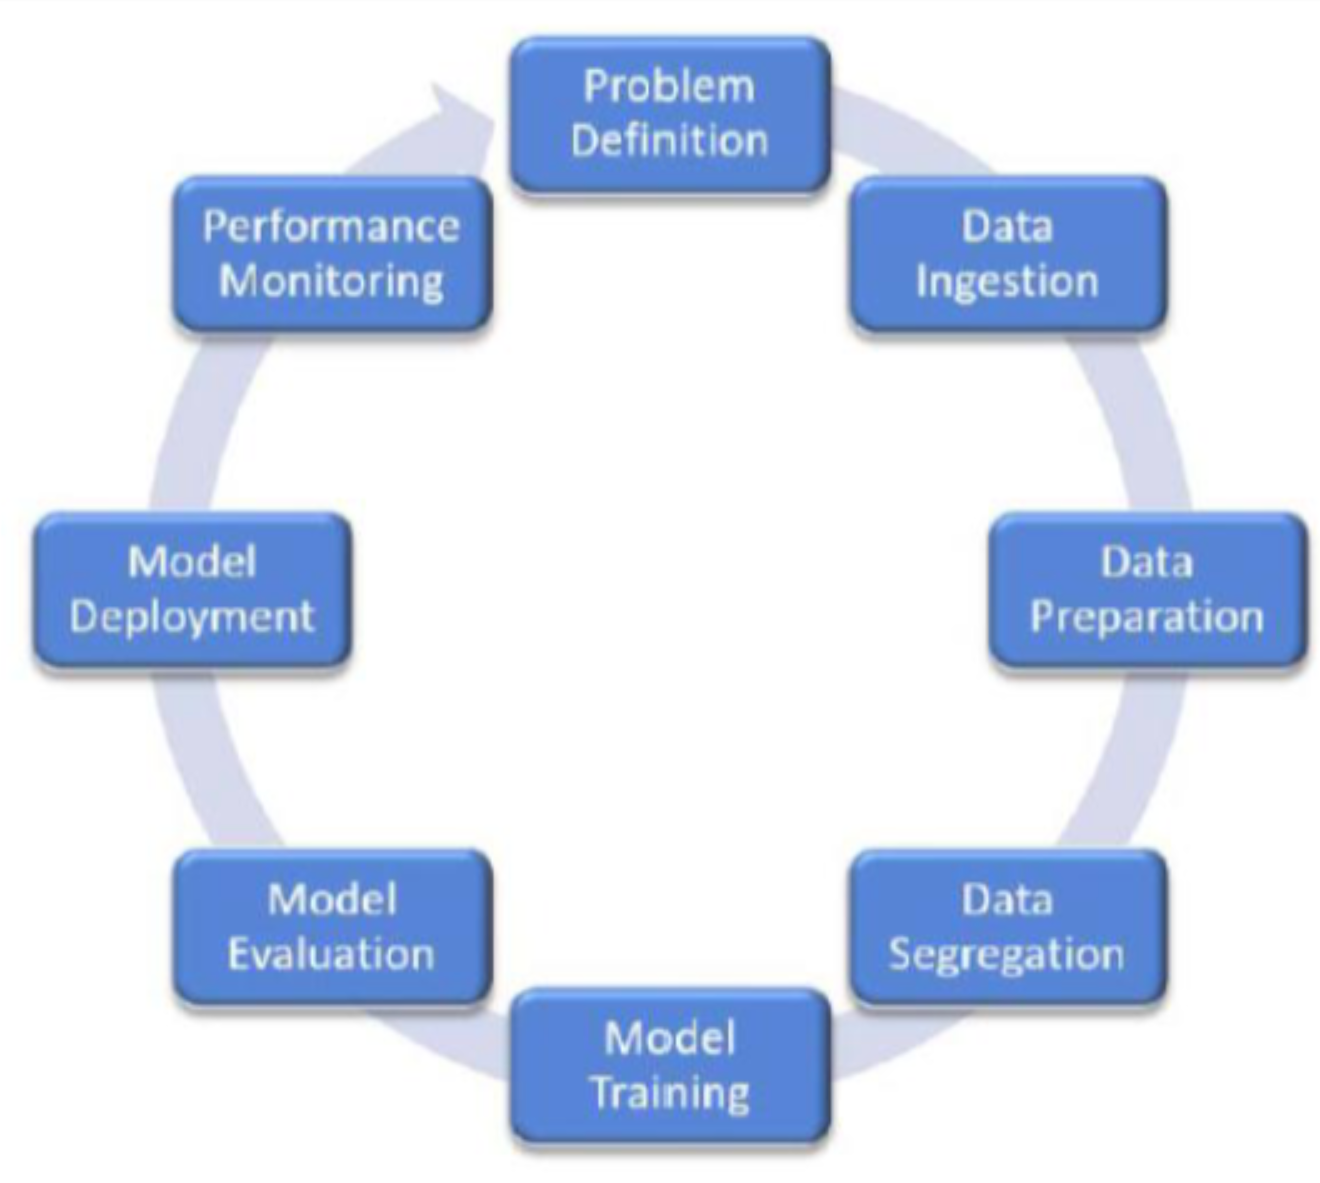 Problem
Definition
Data
Ingestion
Data
Preparation
Data
Segregation
Model
Training
Model
Evaluation
Model
Deployment
Performance
Monitoring